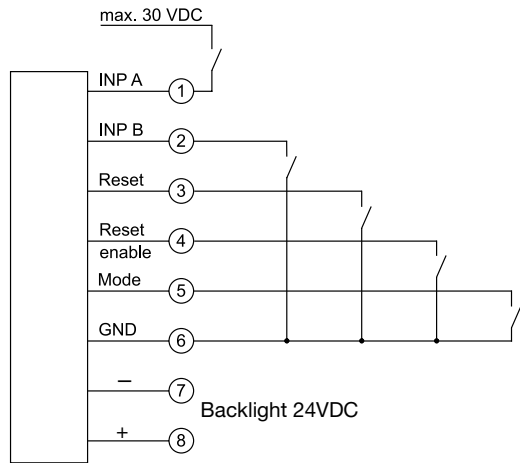 max. 30 VDC
INP A
1
INP B
2
Reset
3
Reset
enable
4
Mode
5
GND
6
−
7
Backlight 24VDC
+
8